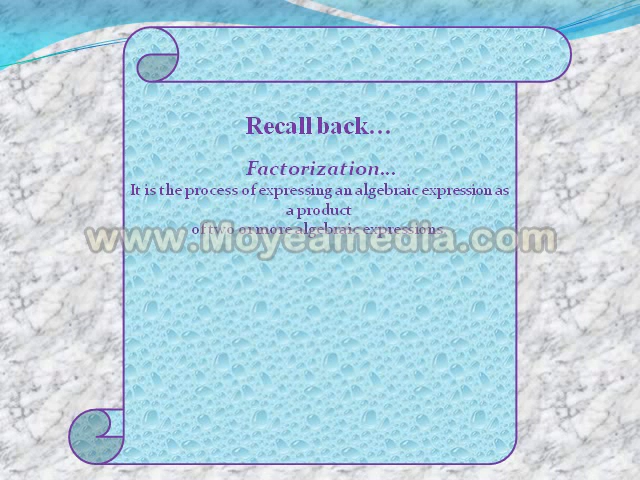 Recall back…
Factorization...
It is the process of expressing an algebraic expression as
a product
of two or more algebraic expressions
www.Moyeamedia.com